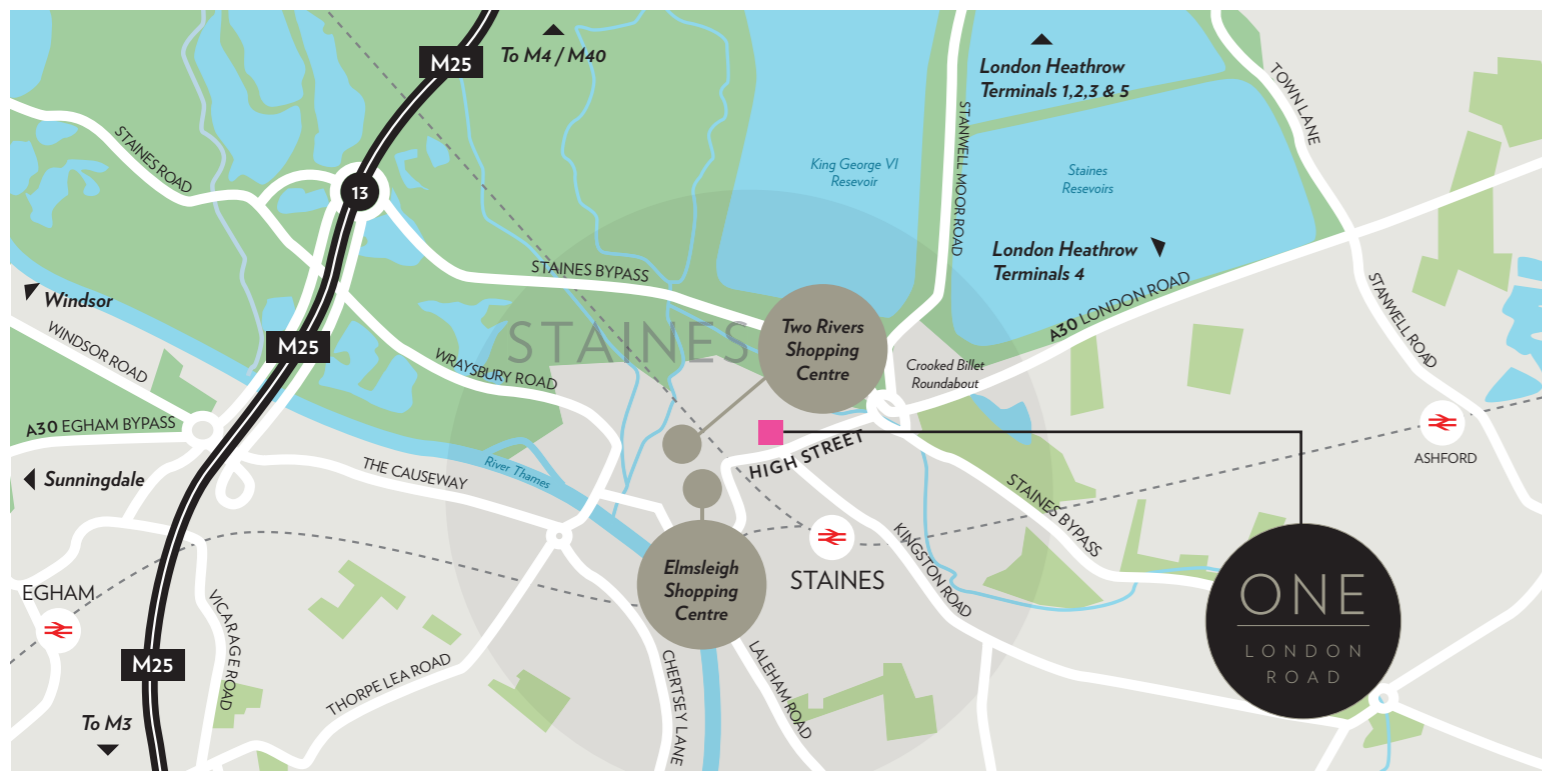 M25
To M4 / M40
London Heathrow
Terminals 1,2,3 & 5
TOWN LANE
STAINES ROAD
STANWELL MOOR ROAD
King George VI
Resevoir
Staines
Resevoirs
13
London Heathrow
Terminals 4
STAINES BYPASS
Windsor
A30 LONDON ROAD
STANWELL ROAD
WINDSOR ROAD
M25
STAINES
Two Rivers
Shopping
Centre
WRAYSBURY ROAD
Crooked Billet
Roundabout
A30 EGHAM BYPASS
HIGH STREET
ASHFORD
Sunningdale
THE CAUSEWAY
River Thames
STAINES BYPASS
KINGSTON ROAD
STAINES
Elmsleigh
Shopping
Centre
EGHAM
VICARAGE ROAD
ONE
LONDON
ROAD
M25
THORPE LEA ROAD
CHERTSEY LANE
LALEHAM ROAD
To M3